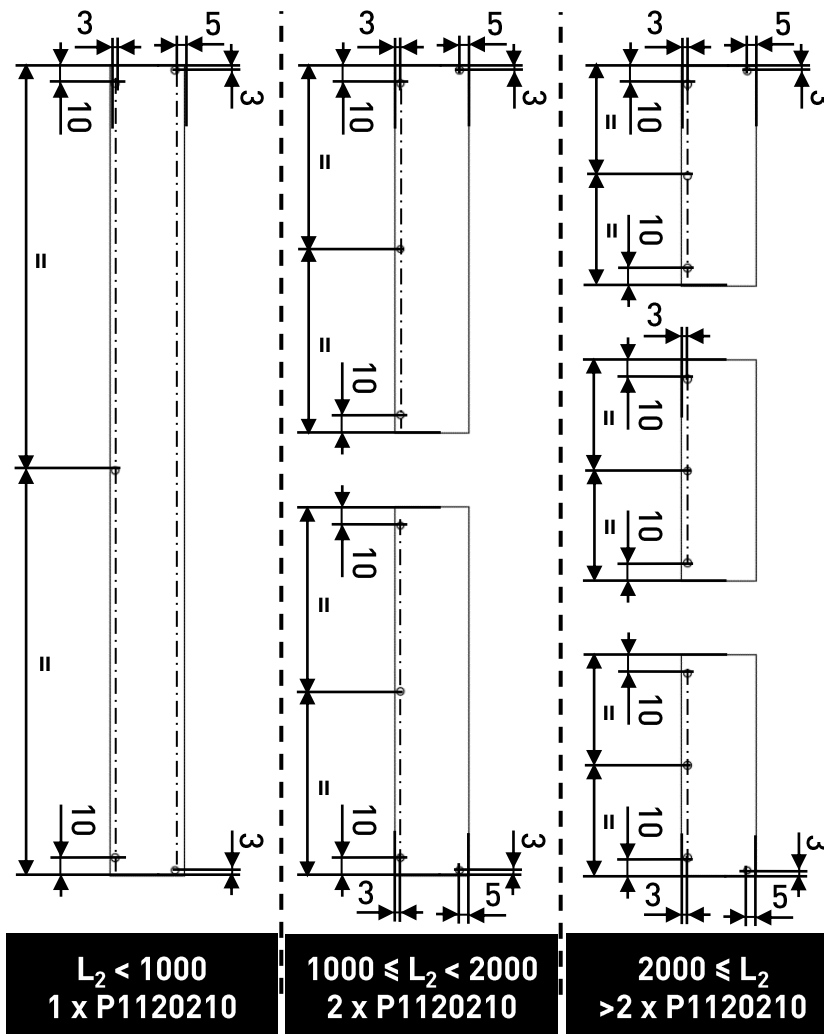 3 5 3 5 3 5
10 3 10 3 10 3
= = =
= 10
= = 3
10
10 = 10
=
10
= = =
10
= =
10 3 10 3 10 3
3 5 3 5
L₂ < 1000
1 x P1120210
1000 ≤ L₂ < 2000
2 x P1120210
2000 ≤ L₂
>2 x P1120210